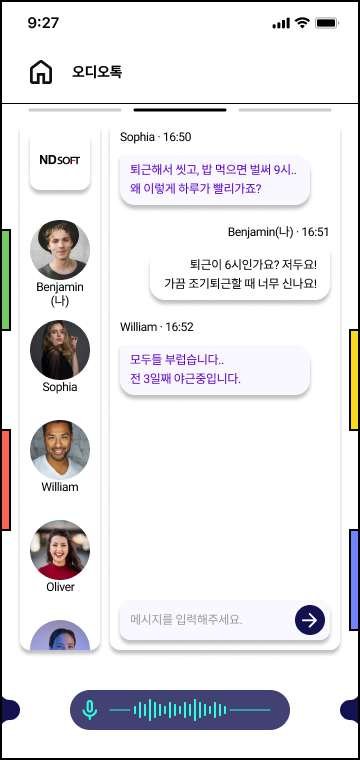 9:27
오디오톡
NDSOFT
Benjamin
(나)
Sophia
William
Oliver
Sophia · 16:50
퇴근해서 씻고, 밥 먹으면 벌써 9시..
왜 이렇게 하루가 빨리가죠?
Benjamin(나) · 16:51
퇴근이 6시인가요? 저두요!
가끔 조기퇴근할 때 너무 신나요!
William · 16:52
모두들 부럽습니다..
전 3일째 야근중입니다.
메시지를 입력해주세요.